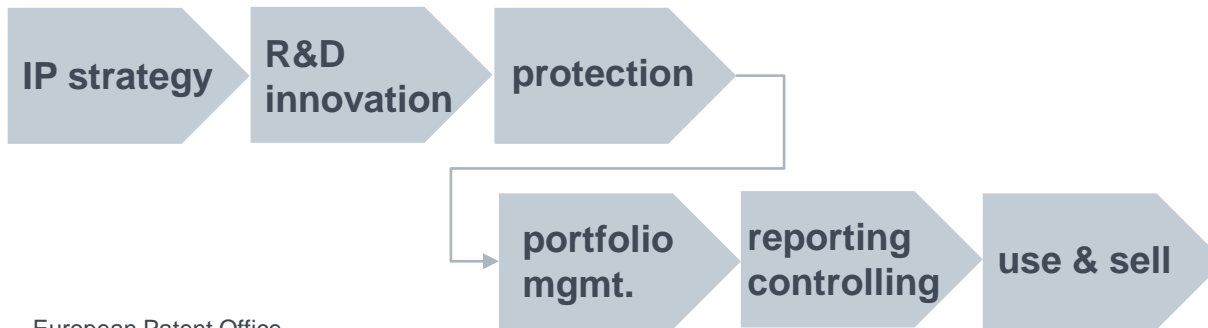 IP strategy
R&D
innovation
protection
portfolio
mgmt.
reporting
controlling
use & sell
European Patent Office